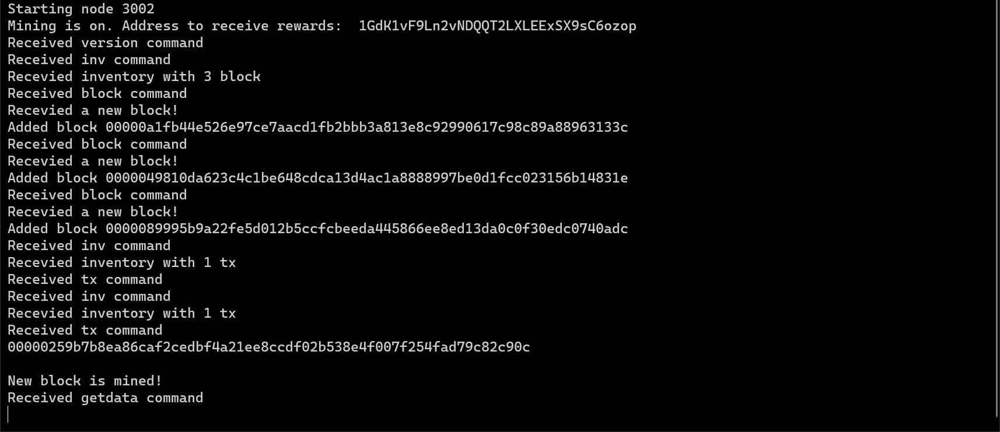 Starting node 3002
Mining is on. Address to receive rewards:  1GdK1vF9Ln2vNDQQT2LXLEExSX9sC6ozop
Received version command
Received inv command
Recevied inventory with 3 block
Received block command
Recevied a new block!
Added block 00000a1fb44e526e97ce7aacd1fb2bbb3a813e8c92990617c98c89a88963133c
Received block command
Recevied a new block!
Added block 0000049810da623c4c1be648cdca13d4ac1a8888997be0d1fcc023156b14831e
Received block command
Recevied a new block!
Added block 0000089995b9a22fe5d012b5ccfcbeeda445866ee8ed13da0c0f30edc0740adc
Received inv command
Recevied inventory with 1 tx
Received tx command
Received inv command
Recevied inventory with 1 tx
Received tx command
00000259b7b8ea86caf2cedbf4a21ee8ccdf02b538e4f007f254fad79c82c90c
New block is mined!
Received getdata command